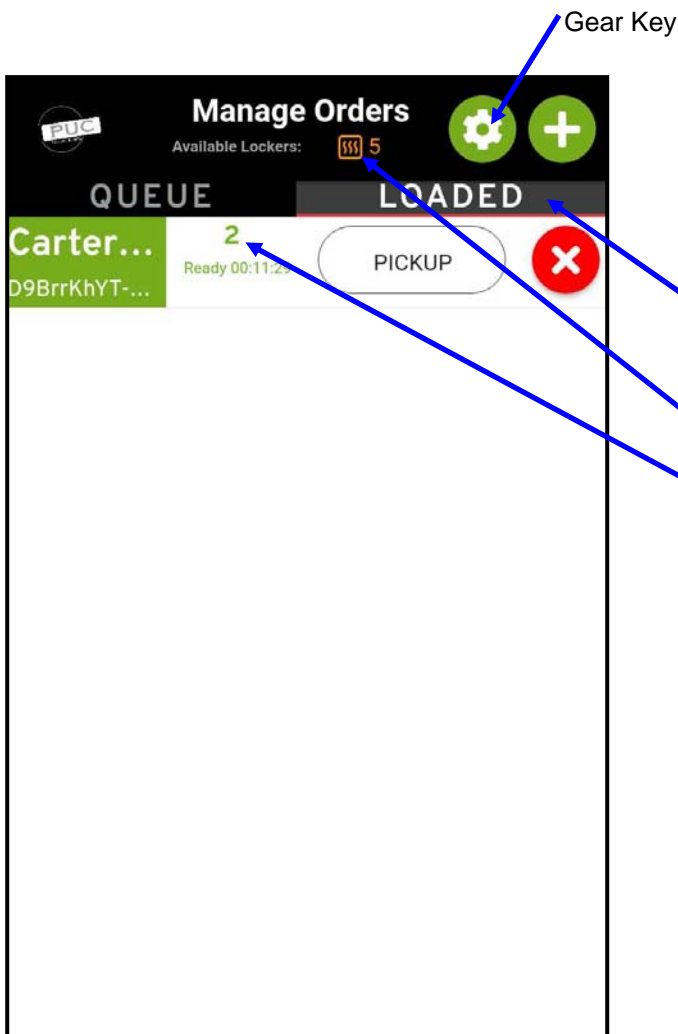 Gear Key
PUC
Manage Orders
Available Lockers: 5
QUEUE LOADED
Carter... 2 PICKUP
D9BrrKhYT-... Ready 00:11:29